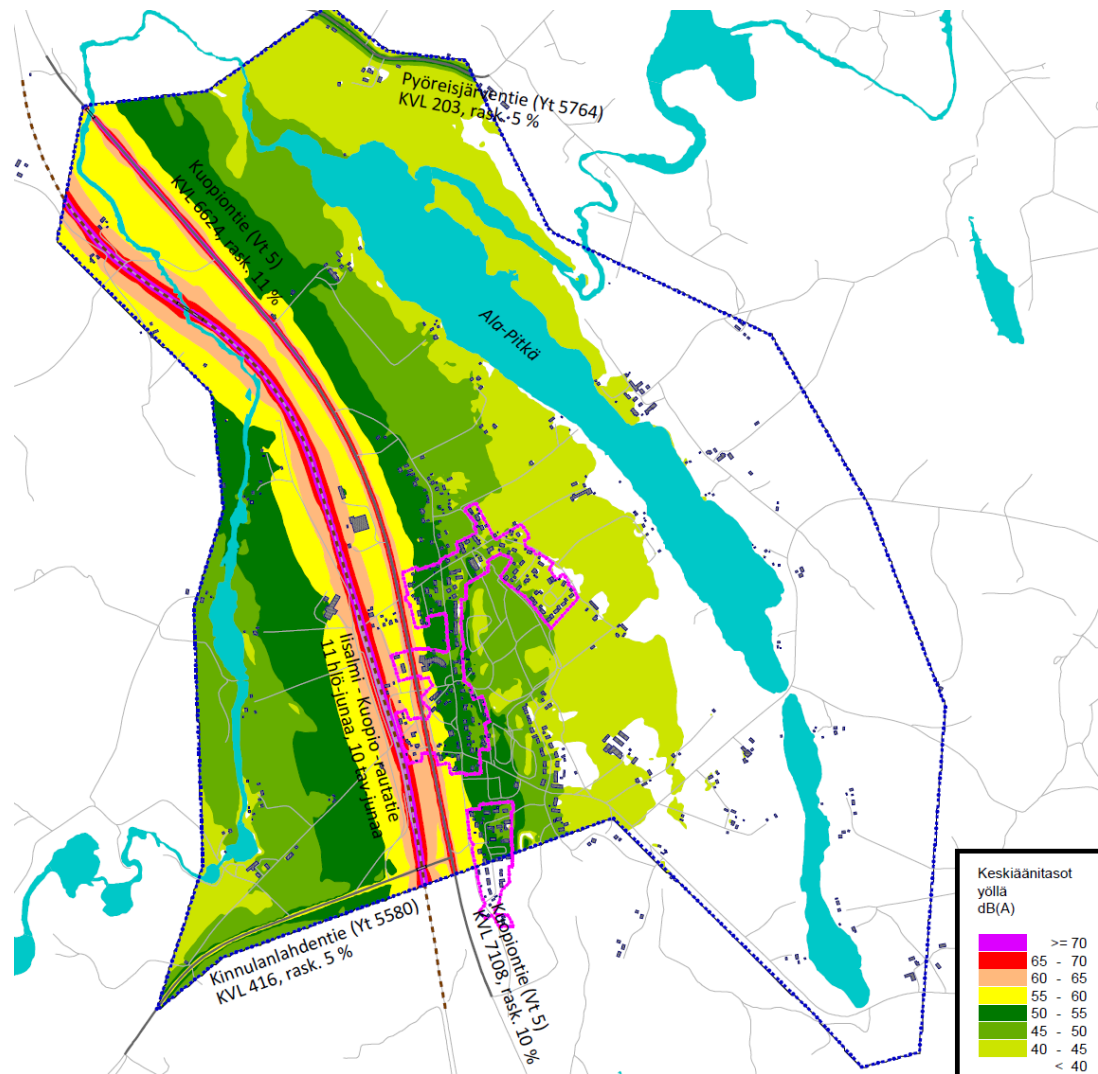 Pyöreisjärventie (Yt 5764)
KVL 203, rask. 5 %
Kuopiontie (Vt 5)
KVL 6624, rask. 11 %
Ala-Pitkä
Iisalmi - Kuopio -rautatie
11 hlö-junaa, 10 tav-junaa
Kinnulanlahdentie (Yt 5580)
KVL 416, rask. 5 %
Kuopiontie (Vt 5)
KVL 7108, rask. 10 %
Keskiäänitasot
yöllä
dB(A)
>= 70
65 - 70
60 - 65
55 - 60
50 - 55
45 - 50
40 - 45
< 40